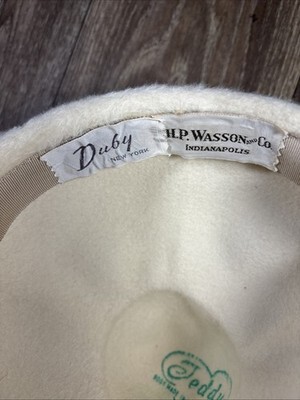 Duby
NEW YORK
H.P. WASSON AND CO.
INDIANAPOLIS
Teddy